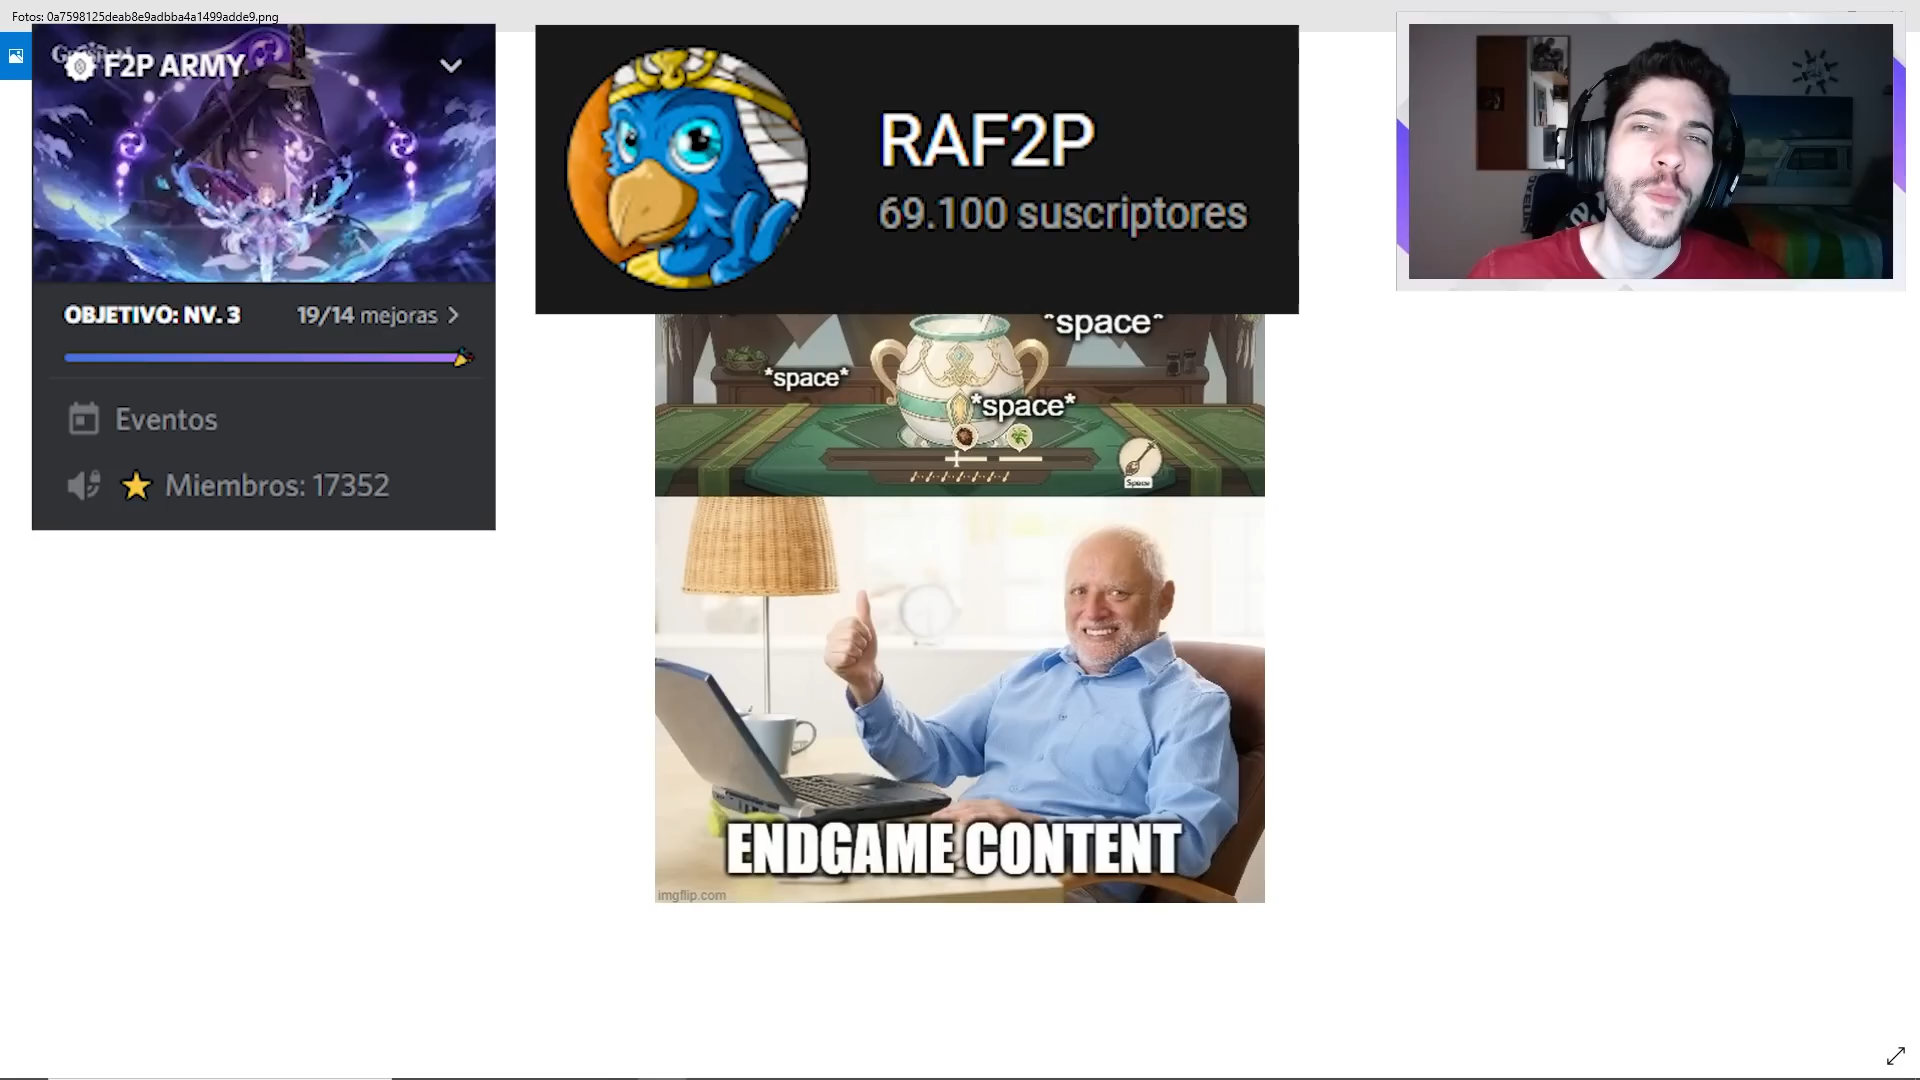 Fotos: 0a7598125deab8e9adbba4a1499adde9.png
F2P ARMY
OBJETIVO: NV. 3
19/14 mejoras
Eventos
Miembros: 17352
RAF2P
69.100 suscriptores
*space*
*space*
*space*
Space
ENDGAME CONTENT
imgflip.com